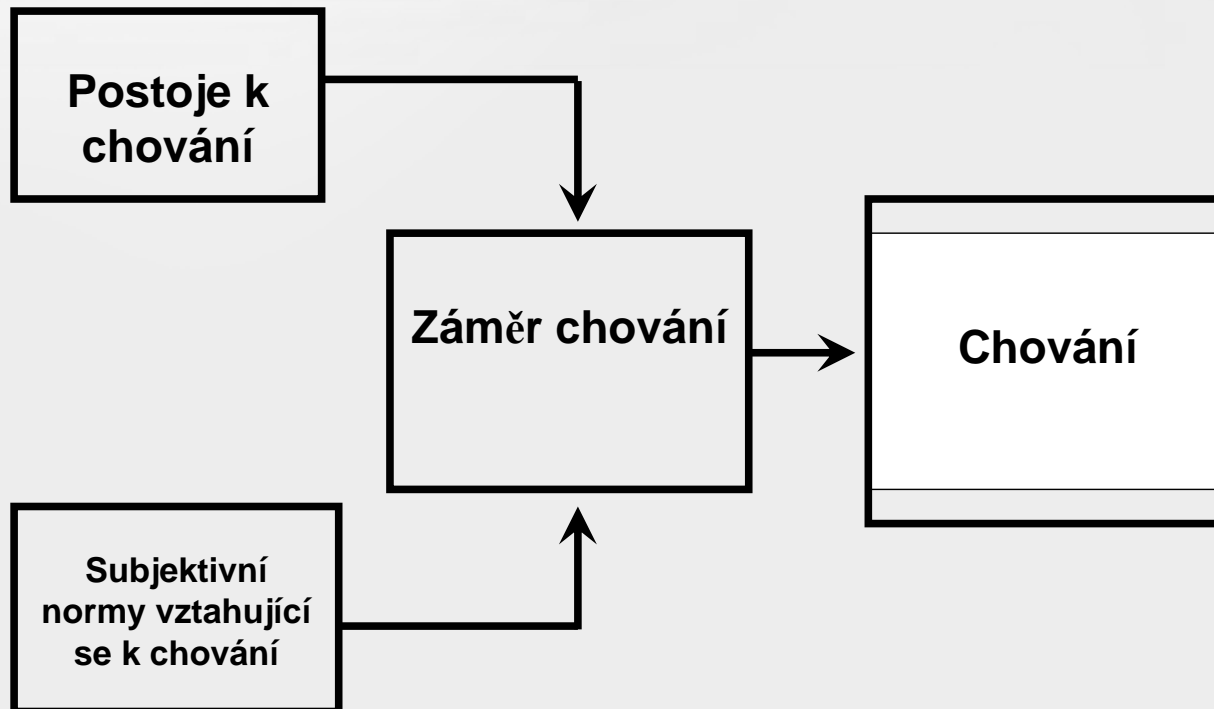 Postoje k
chování
Záměr chování
Chování
Subjektivní
normy vztahující
se k chování